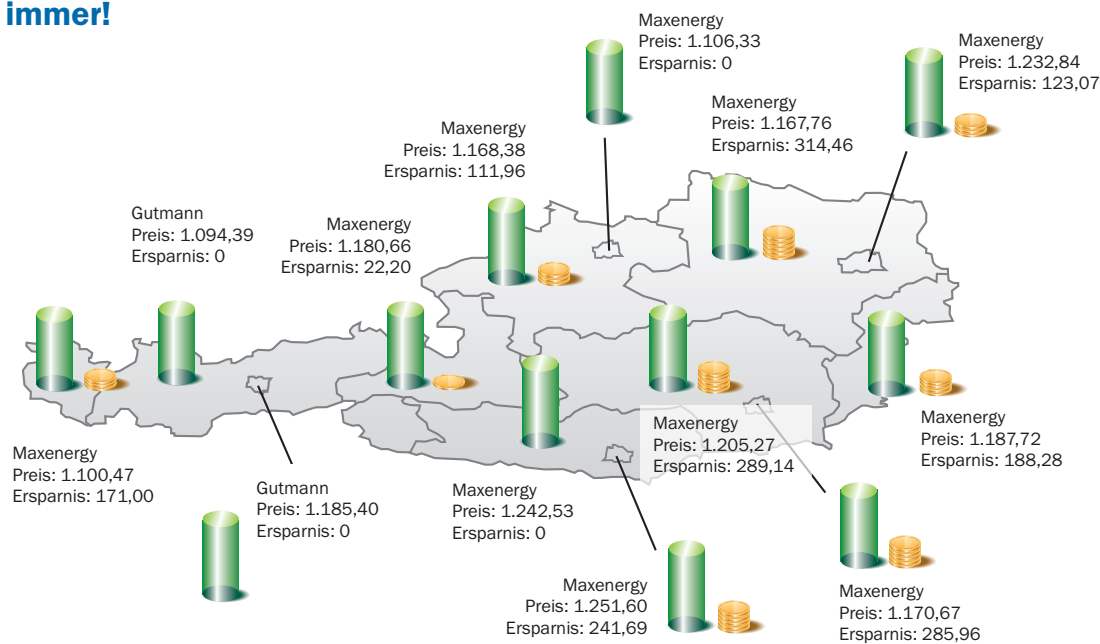 immer!
Maxenergy
Preis: 1.106,33
Ersparnis: 0
Maxenergy
Preis: 1.232,84
Ersparnis: 123,07
Maxenergy
Preis: 1.167,76
Ersparnis: 314,46
Maxenergy
Preis: 1.168,38
Ersparnis: 111,96
Gutmann
Preis: 1.094,39
Ersparnis: 0
Maxenergy
Preis: 1.180,66
Ersparnis: 22,20
Maxenergy
Preis: 1.205,27
Ersparnis: 289,14
Maxenergy
Preis: 1.187,72
Ersparnis: 188,28
Maxenergy
Preis: 1.100,47
Ersparnis: 171,00
Gutmann
Preis: 1.185,40
Ersparnis: 0
Maxenergy
Preis: 1.242,53
Ersparnis: 0
Maxenergy
Preis: 1.251,60
Ersparnis: 241,69
Maxenergy
Preis: 1.170,67
Ersparnis: 285,96